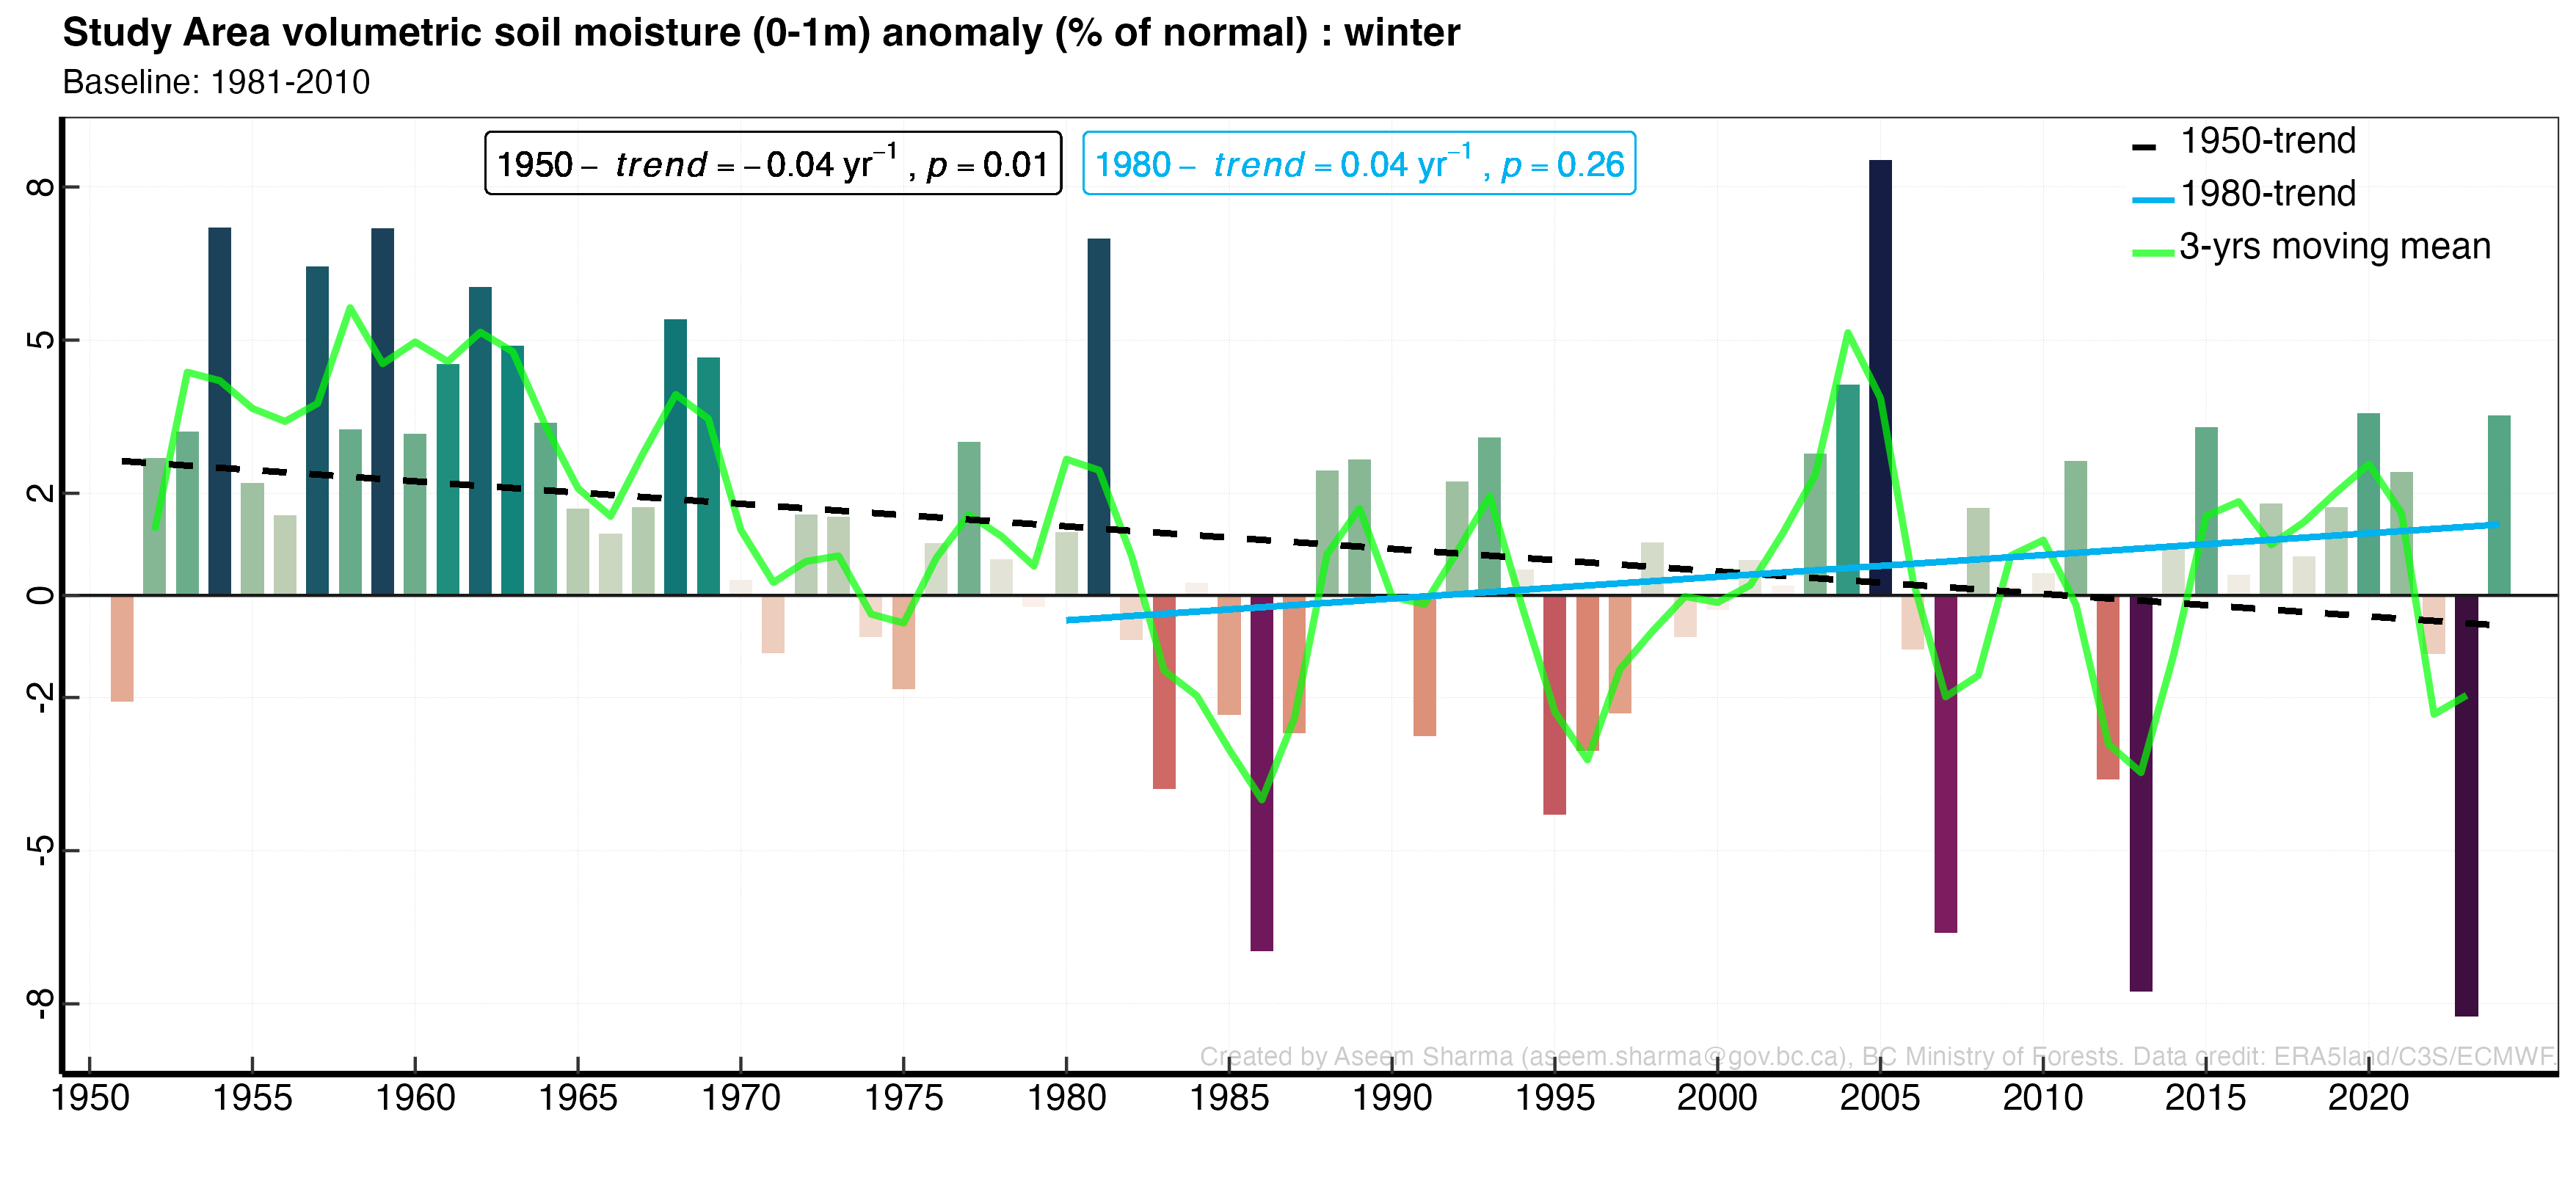 Study Area volumetric soil moisture (0-1m) anomaly (% of normal) : winter
Baseline: 1981-2010
1950 – trend = – 0.04 yr⁻¹ , p = 0.01
1980 – trend = 0.04 yr⁻¹ , p = 0.26
1950-trend
1980-trend
3-yrs moving mean
8
5
2
0
-2
-5
-8
Created by Aseem Sharma (aseem.sharma@gov.bc.ca), BC Ministry of Forests. Data credit: ERA5land/C3S/ECMWF.
1950 1955 1960 1965 1970 1975 1980 1985 1990 1995 2000 2005 2010 2015 2020